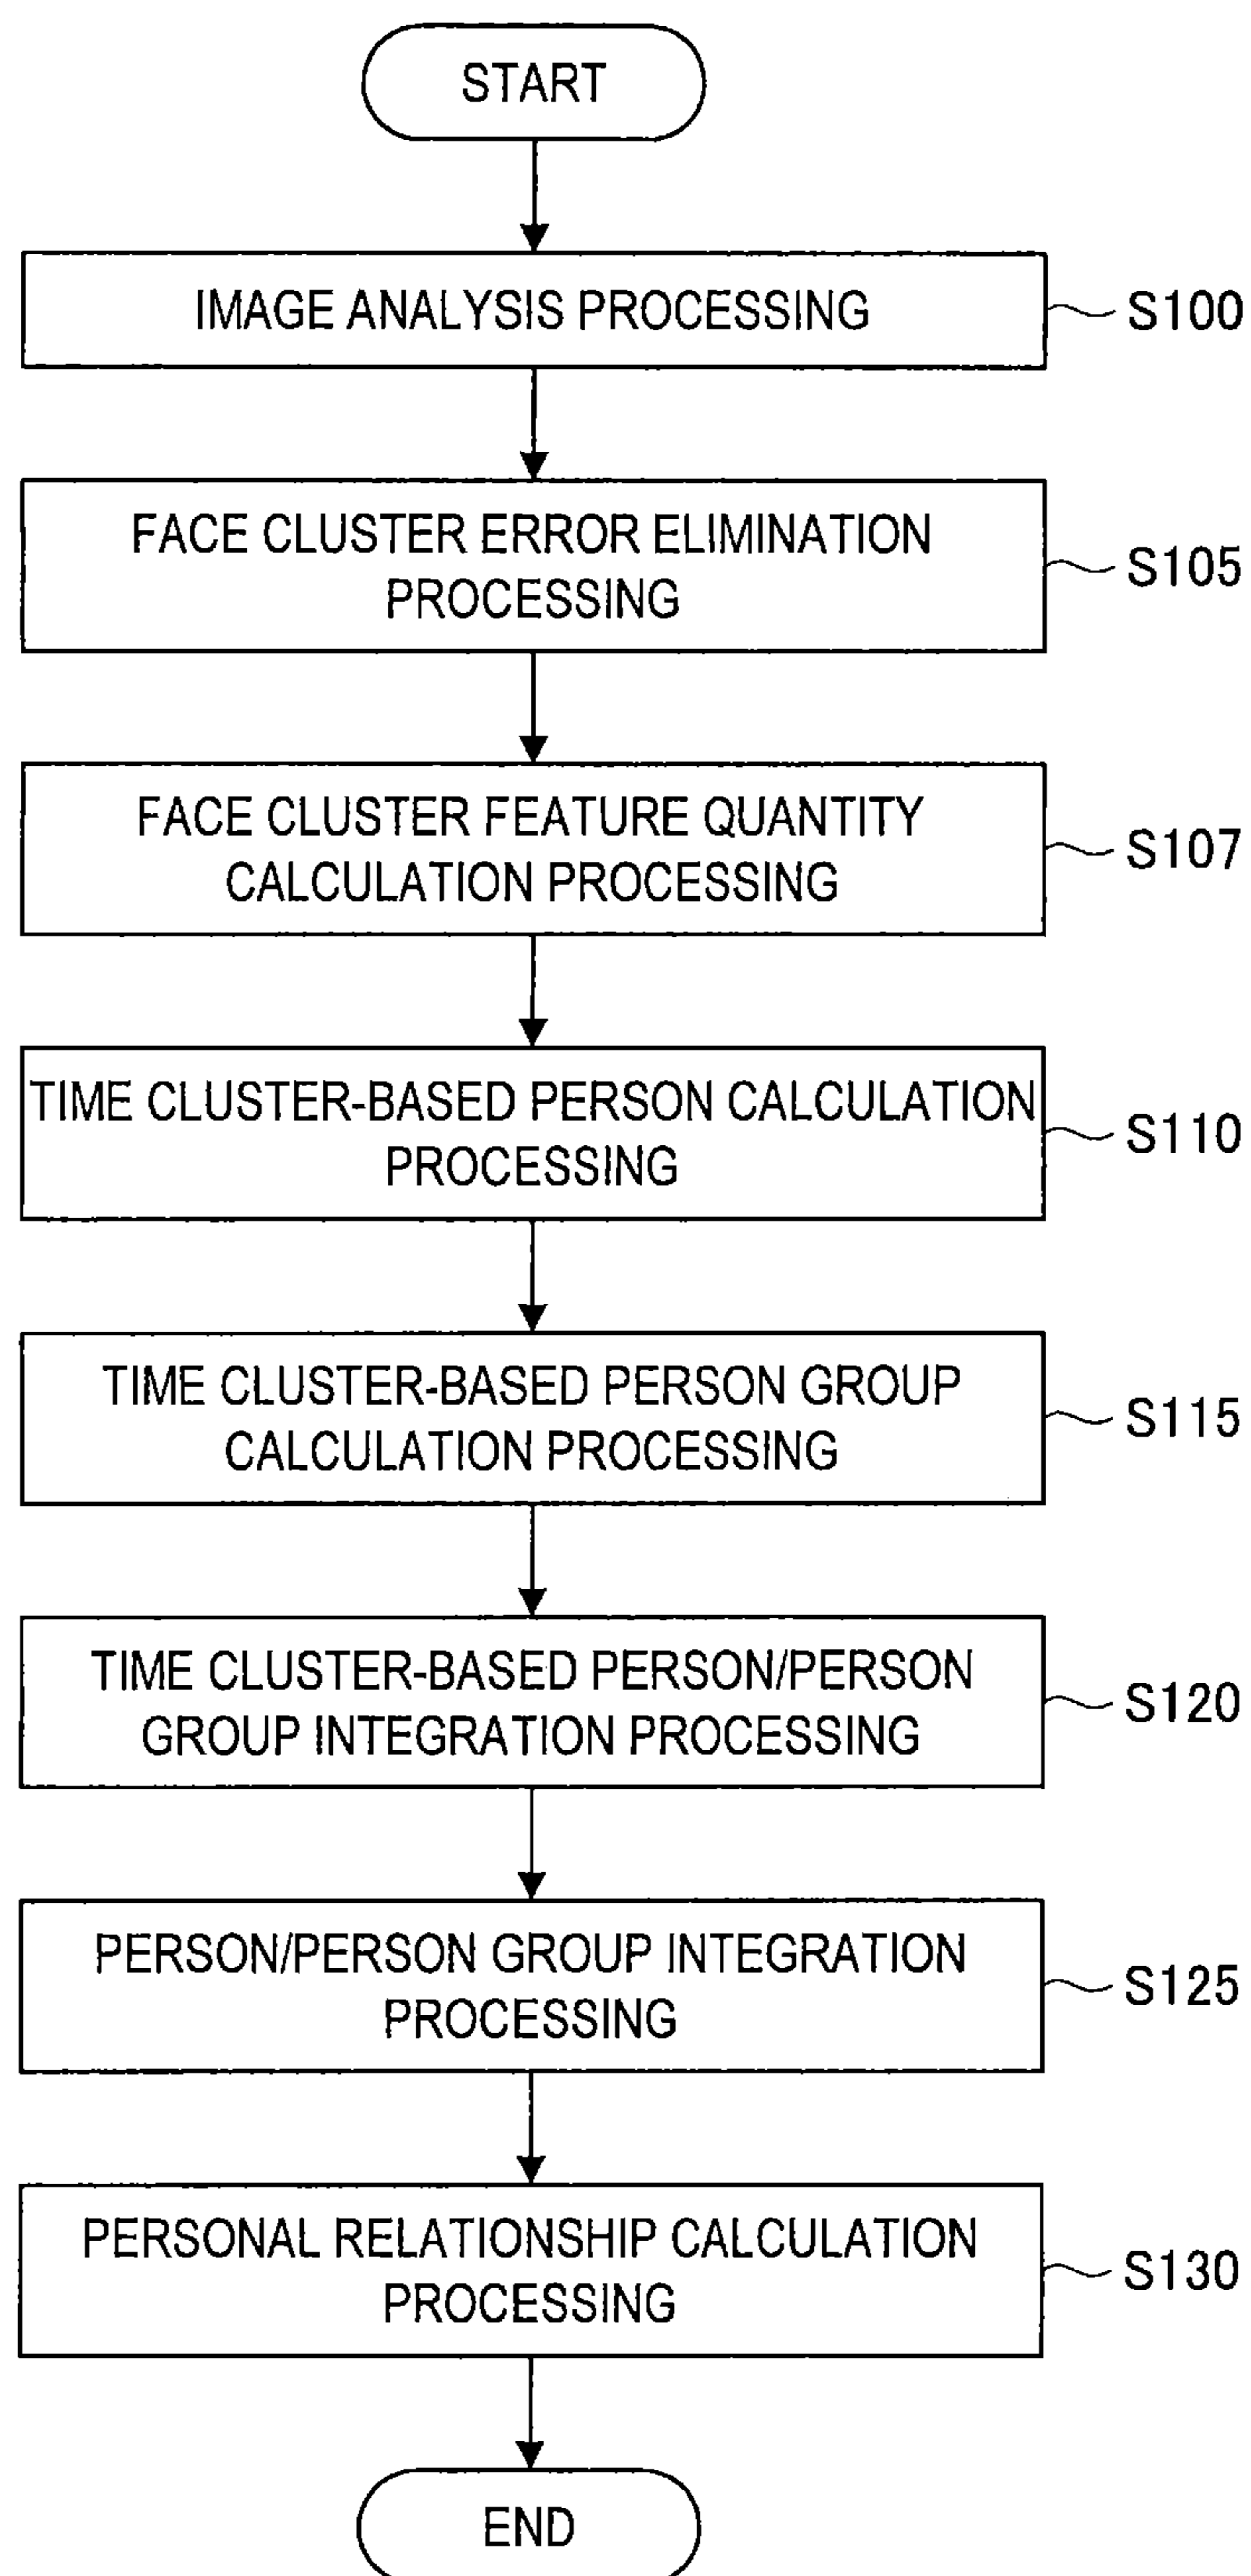 START
IMAGE ANALYSIS PROCESSING
S100
FACE CLUSTER ERROR ELIMINATION
PROCESSING
S105
FACE CLUSTER FEATURE QUANTITY
CALCULATION PROCESSING
S107
TIME CLUSTER-BASED PERSON CALCULATION
PROCESSING
S110
TIME CLUSTER-BASED PERSON GROUP
CALCULATION PROCESSING
S115
TIME CLUSTER-BASED PERSON/PERSON
GROUP INTEGRATION PROCESSING
S120
PERSON/PERSON GROUP INTEGRATION
PROCESSING
S125
PERSONAL RELATIONSHIP CALCULATION
PROCESSING
S130
END